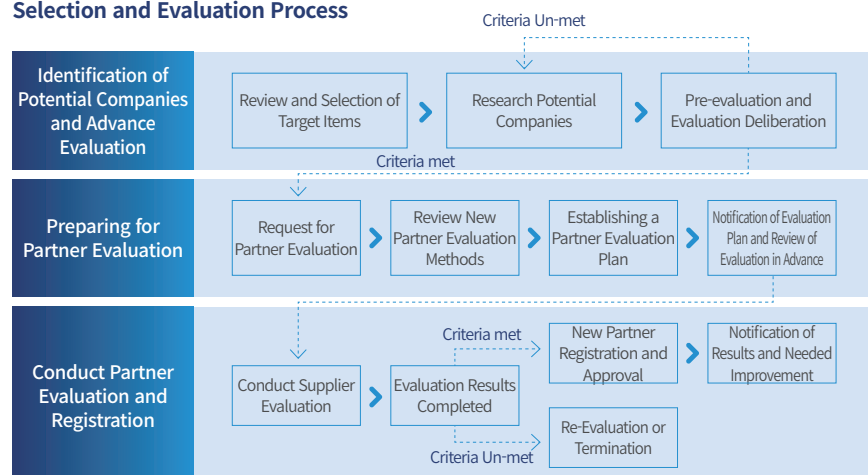 Selection and Evaluation Process
Criteria Un-met
Identification of
Potential Companies
and Advance
Evaluation
Review and Selection of
Target Items
Research Potential
Companies
Pre-evaluation and
Evaluation Deliberation
Criteria met
Preparing for
Partner Evaluation
Request for
Partner Evaluation
Review New
Partner Evaluation
Methods
Establishing a
Partner Evaluation
Plan
Notification of Evaluation
Plan and Review of
Evaluation in Advance
Conduct Partner
Evaluation and
Registration
Conduct Supplier
Evaluation
Evaluation Results
Completed
Criteria met
New Partner
Registration and
Approval
Notification of
Results and Needed
Improvement
Criteria Un-met
Re-Evaluation or
Termination